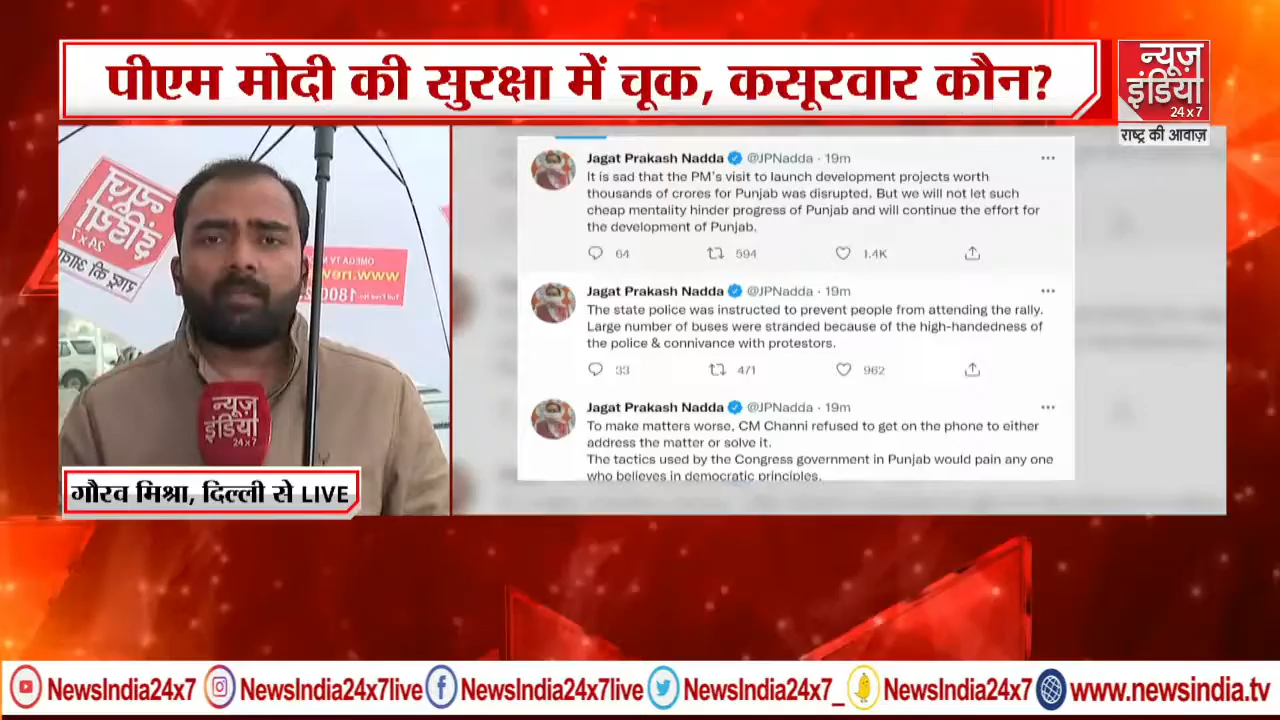 पीएम मोदी की सुरक्षा में चूक, कसूरवार कौन?
न्यूज़
इंडिया
24x7
राष्ट्र की आवाज़
Jagat Prakash Nadda @JPNadda · 19m
It is sad that the PM's visit to launch development projects worth
thousands of crores for Punjab was disrupted. But we will not let such
cheap mentality hinder progress of Punjab and will continue the effort for
the development of Punjab.
64 594 1.4K
Jagat Prakash Nadda @JPNadda · 19m
The state police was instructed to prevent people from attending the rally.
Large number of buses were stranded because of the high-handedness of
the police & connivance with protestors.
33 471 962
Jagat Prakash Nadda @JPNadda · 19m
To make matters worse, CM Channi refused to get on the phone to either
address the matter or solve it.
The tactics used by the Congress government in Punjab would pain any one
who believes in democratic principles.
न्यूज़
इंडिया
24x7
OMEGA TV
www.new
1800
न्यूज़
इंडिया
24x7
गौरव मिश्रा, दिल्ली से LIVE
NewsIndia24x7 NewsIndia24x7live NewsIndia24x7live NewsIndia24x7_ NewsIndia24x7 www.newsindia.tv